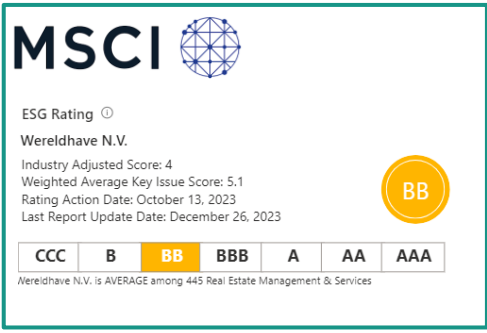 MSCI
ESG Rating ⓘ
Wereldhave N.V.
Industry Adjusted Score: 4
Weighted Average Key Issue Score: 5.1
Rating Action Date: October 13, 2023
Last Report Update Date: December 26, 2023
BB
CCC B BB BBB A AA AAA
Wereldhave N.V. is AVERAGE among 445 Real Estate Management & Services